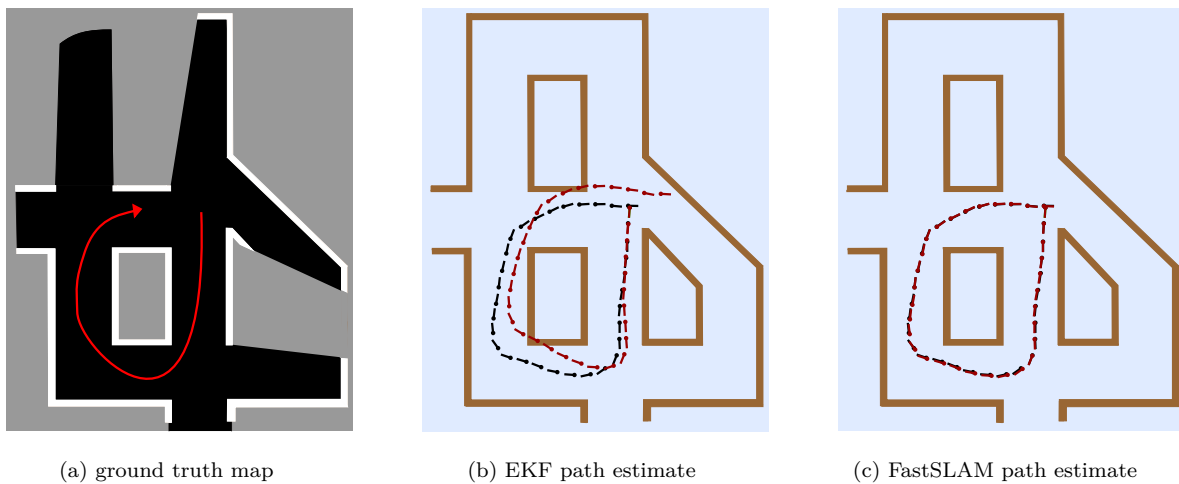 (a) ground truth map
(b) EKF path estimate
(c) FastSLAM path estimate